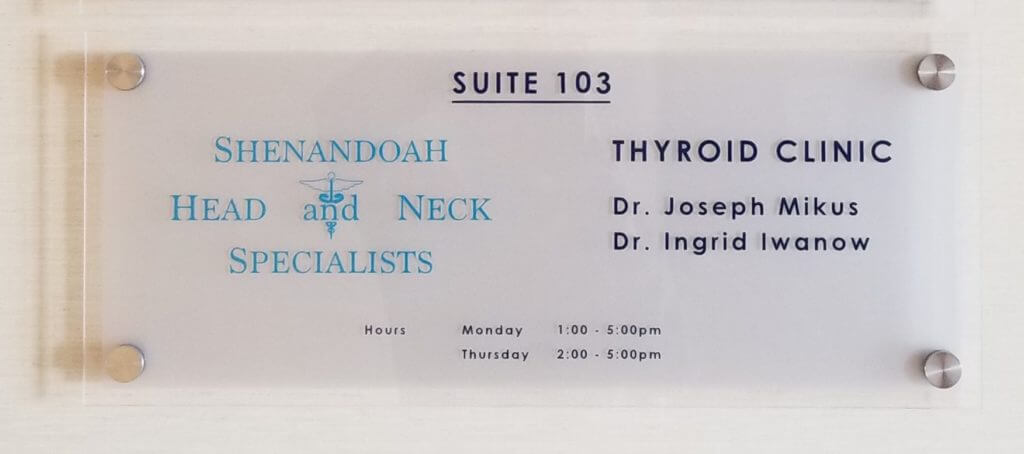 SUITE 103
SHENANDOAH
HEAD and NECK
SPECIALISTS
THYROID CLINIC
Dr. Joseph Mikus
Dr. Ingrid Iwanow
Hours Monday 1:00 - 5:00pm
Thursday 2:00 - 5:00pm